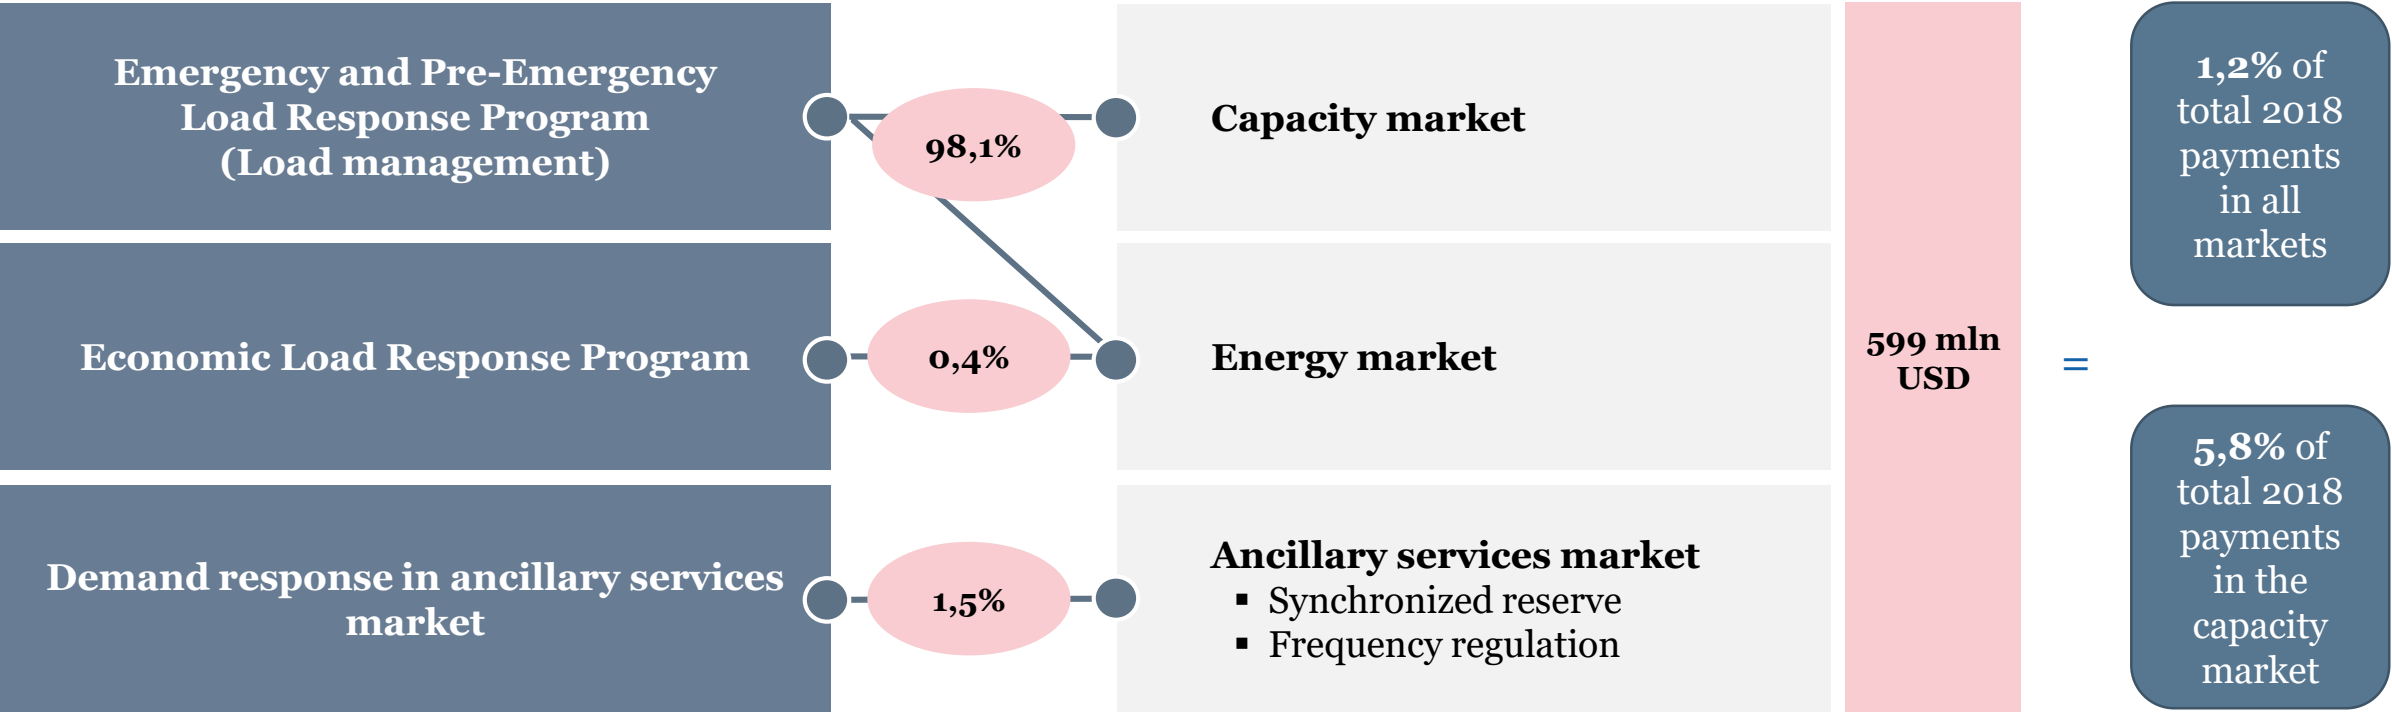 Emergency and Pre-Emergency
Load Response Program
(Load management)
98,1%
Capacity market
Economic Load Response Program
0,4%
Energy market
Demand response in ancillary services
market
1,5%
Ancillary services market
▪ Synchronized reserve
▪ Frequency regulation
599 mln
USD
=
1,2% of
total 2018
payments
in all
markets
5,8% of
total 2018
payments
in the
capacity
market